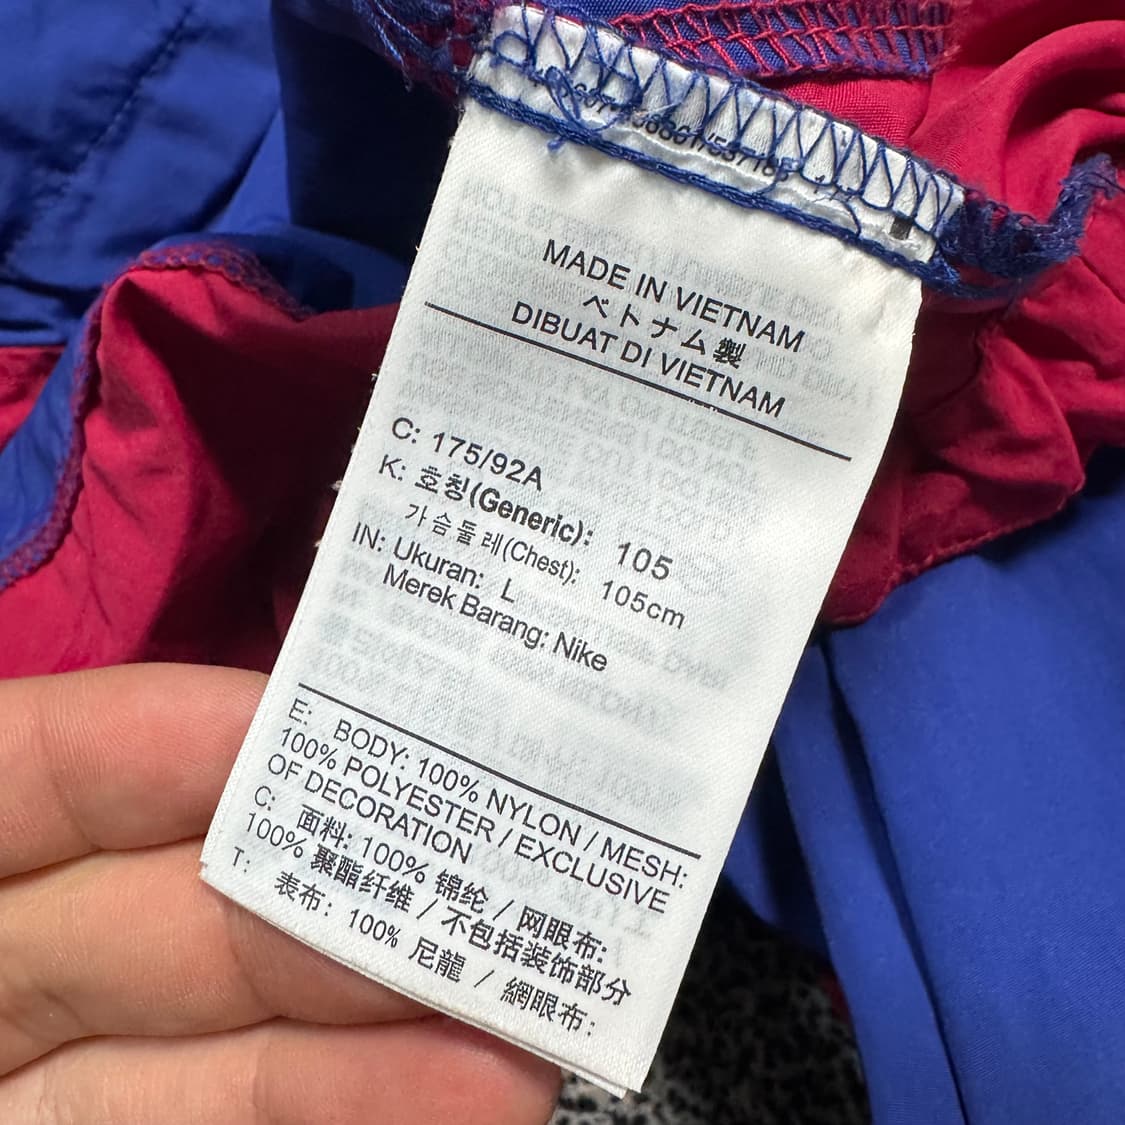 MADE IN VIETNAM
ベトナム製
DIBUAT DI VIETNAM
C: 175/92A
K: 호칭(Generic): 105
가슴둘레(Chest): 105cm
IN: Ukuran: L
Merek Barang: Nike
E: BODY: 100% NYLON / MESH:
100% POLYESTER / EXCLUSIVE
OF DECORATION
C: 面料: 100% 锦纶 / 网眼布:
100% 聚酯纤维 / 不包括装饰部分
T: 表布: 100% 尼龍 / 網眼布: